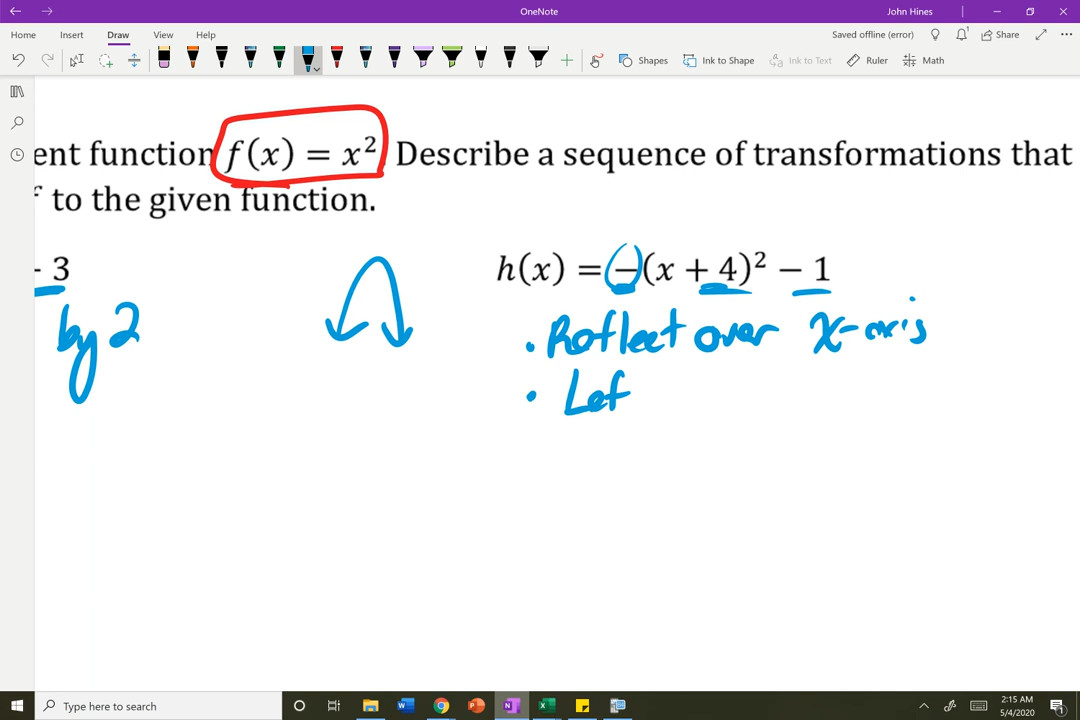 OneNote
John Hines
Home Insert Draw View Help
Saved offline (error)
Share
Shapes
Ink to Shape
Ink to Text
Ruler
Math
ent function f(x) = x² Describe a sequence of transformations that
f to the given function.
- 3
h(x) = −(x + 4)² − 1
by 2
• Reflect over x-axis
• Lef
Type here to search
2:15 AM
5/4/2020